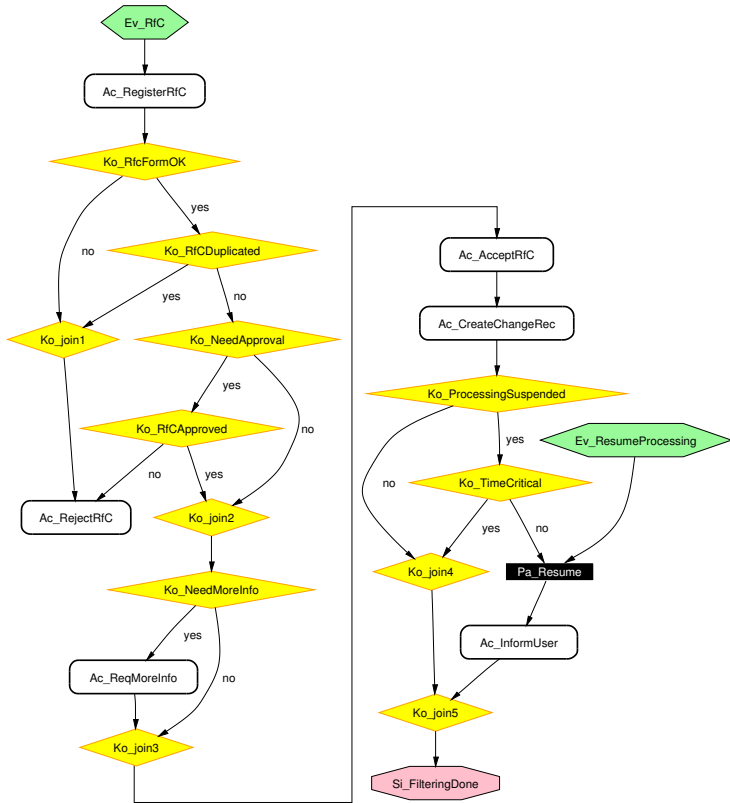 Ev_RfC
Ac_RegisterRfC
Ko_RfcFormOK
yes
no
Ko_RfCDuplicated
yes
no
Ko_join1
Ko_NeedApproval
yes
no
Ko_RfCApproved
no
yes
Ac_RejectRfC
Ko_join2
Ko_NeedMoreInfo
yes
no
Ac_ReqMoreInfo
Ko_join3
Ac_AcceptRfC
Ac_CreateChangeRec
Ko_ProcessingSuspended
yes
no
Ev_ResumeProcessing
Ko_TimeCritical
yes
no
Ko_join4
Pa_Resume
Ac_InformUser
Ko_join5
Si_FilteringDone